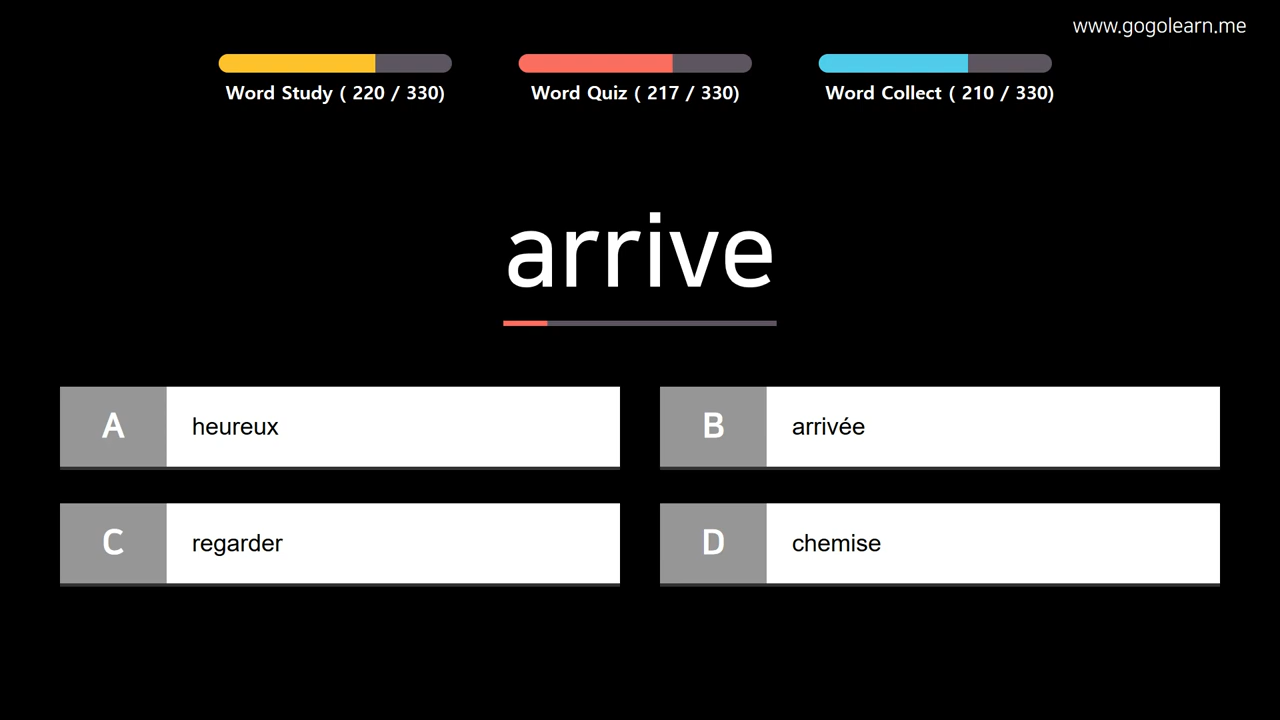 www.gogolearn.me
Word Study ( 220 / 330)
Word Quiz ( 217 / 330)
Word Collect ( 210 / 330)
arrive
A heureux
B arrivée
C regarder
D chemise